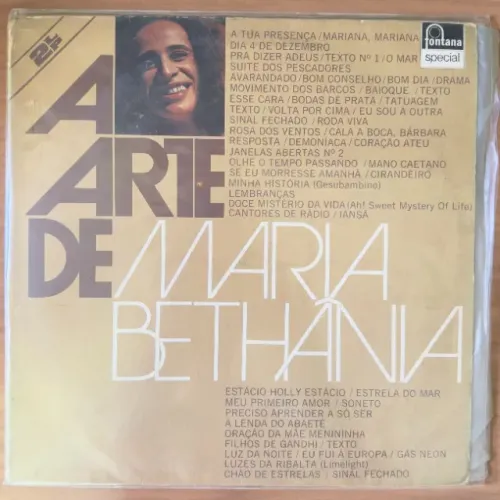 2LP
fontana
special
A
ARTE
DE
MARIA
BETHÂNIA
A TUA PRESENÇA / MARIANA, MARIANA
DIA 4 DE DEZEMBRO
PRA DIZER ADEUS / TEXTO Nº 1 / O MAR
SUITE DOS PESCADORES
AVARANDADO / BOM CONSELHO / BOM DIA / DRAMA
MOVIMENTO DOS BARCOS / BAIOQUE / TEXTO
ESSE CARA / BODAS DE PRATA / TATUAGEM
TEXTO / VOLTA POR CIMA / EU SOU A OUTRA
SINAL FECHADO / RODA VIVA
ROSA DOS VENTOS / CALA A BOCA, BÁRBARA
RESPOSTA / DEMONÍACA / CORAÇÃO ATEU
JANELAS ABERTAS Nº 2
OLHE O TEMPO PASSANDO / MANO CAETANO
SE EU MORRESSE AMANHÃ / CIRANDEIRO
MINHA HISTÓRIA (Gesubambino)
LEMBRANÇAS
DOCE MISTÉRIO DA VIDA (Ah! Sweet Mystery Of Life)
CANTORES DE RÁDIO / IANSÃ
ESTÁCIO HOLLY ESTÁCIO / ESTRELA DO MAR
MEU PRIMEIRO AMOR / SONETO
PRECISO APRENDER A SÓ SER
A LENDA DO ABAETÉ
ORAÇÃO DA MÃE MENININHA
FILHOS DE GANDHI / TEXTO
LUZ DA NOITE / EU FUI À EUROPA / GÁS NEON
LUZES DA RIBALTA (Limelight)
CHÃO DE ESTRELAS / SINAL FECHADO